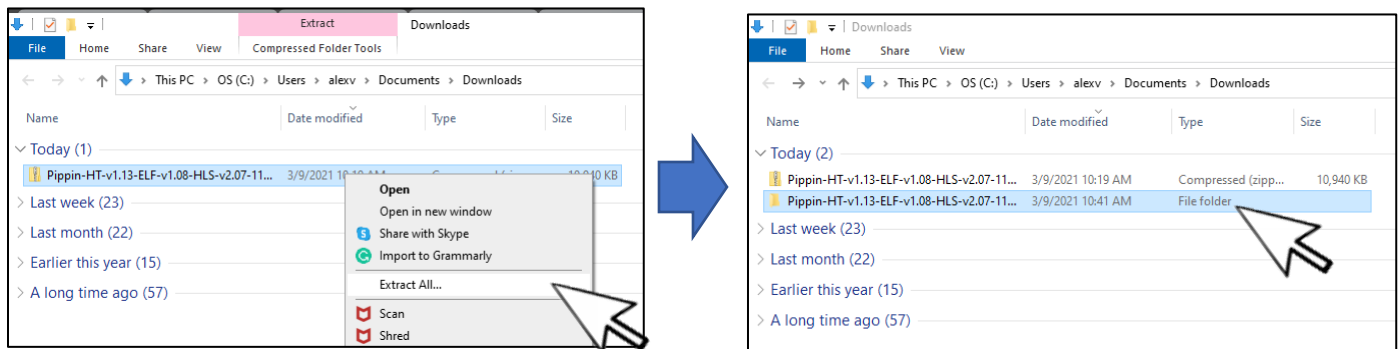 Extract Downloads
File Home Share View Compressed Folder Tools
This PC > OS (C:) > Users > alexv > Documents > Downloads
Name Date modified Type Size
Today (1)
Pippin-HT-v1.13-ELF-v1.08-HLS-v2.07-11... 3/9/2021
Last week (23)
Last month (22)
Earlier this year (15)
A long time ago (57)
Open
Open in new window
Share with Skype
Import to Grammarly
Extract All...
Scan
Shred
Downloads
File Home Share View
This PC > OS (C:) > Users > alexv > Documents > Downloads
Name Date modified Type Size
Today (2)
Pippin-HT-v1.13-ELF-v1.08-HLS-v2.07-11... 3/9/2021 10:19 AM Compressed (zipp... 10,940 KB
Pippin-HT-v1.13-ELF-v1.08-HLS-v2.07-11... 3/9/2021 10:41 AM File folder
Last week (23)
Last month (22)
Earlier this year (15)
A long time ago (57)